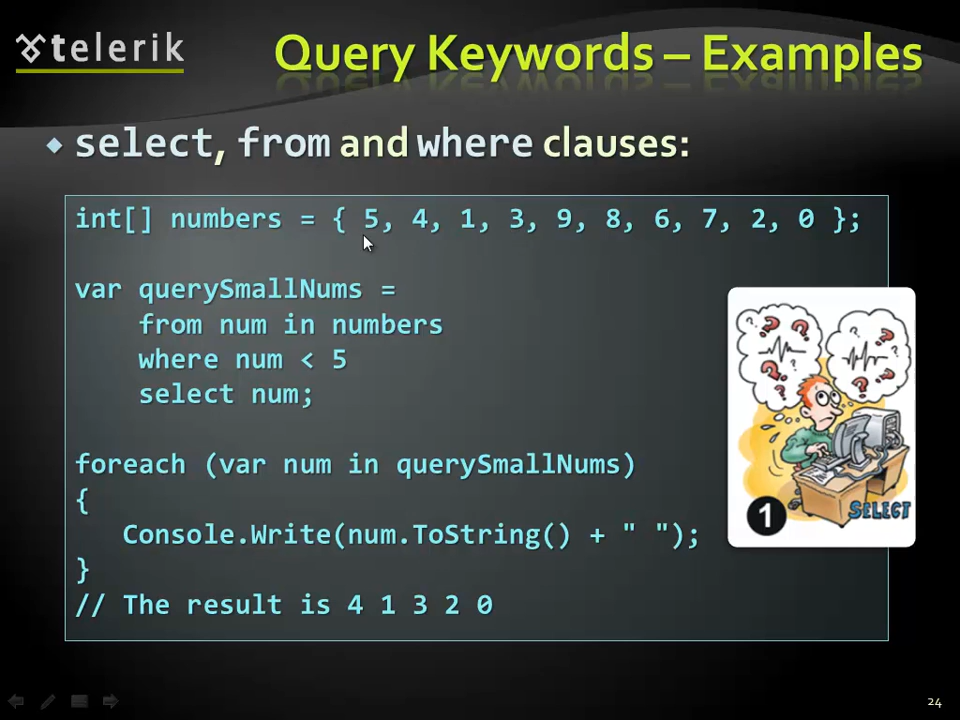 telerik
Query Keywords – Examples
select, from and where clauses:
int[] numbers = { 5, 4, 1, 3, 9, 8, 6, 7, 2, 0 };
var querySmallNums =
    from num in numbers
    where num < 5
    select num;
foreach (var num in querySmallNums)
{
   Console.Write(num.ToString() + " ");
}
// The result is 4 1 3 2 0
? ?
?
? ?
? ?
1
SELECT
24